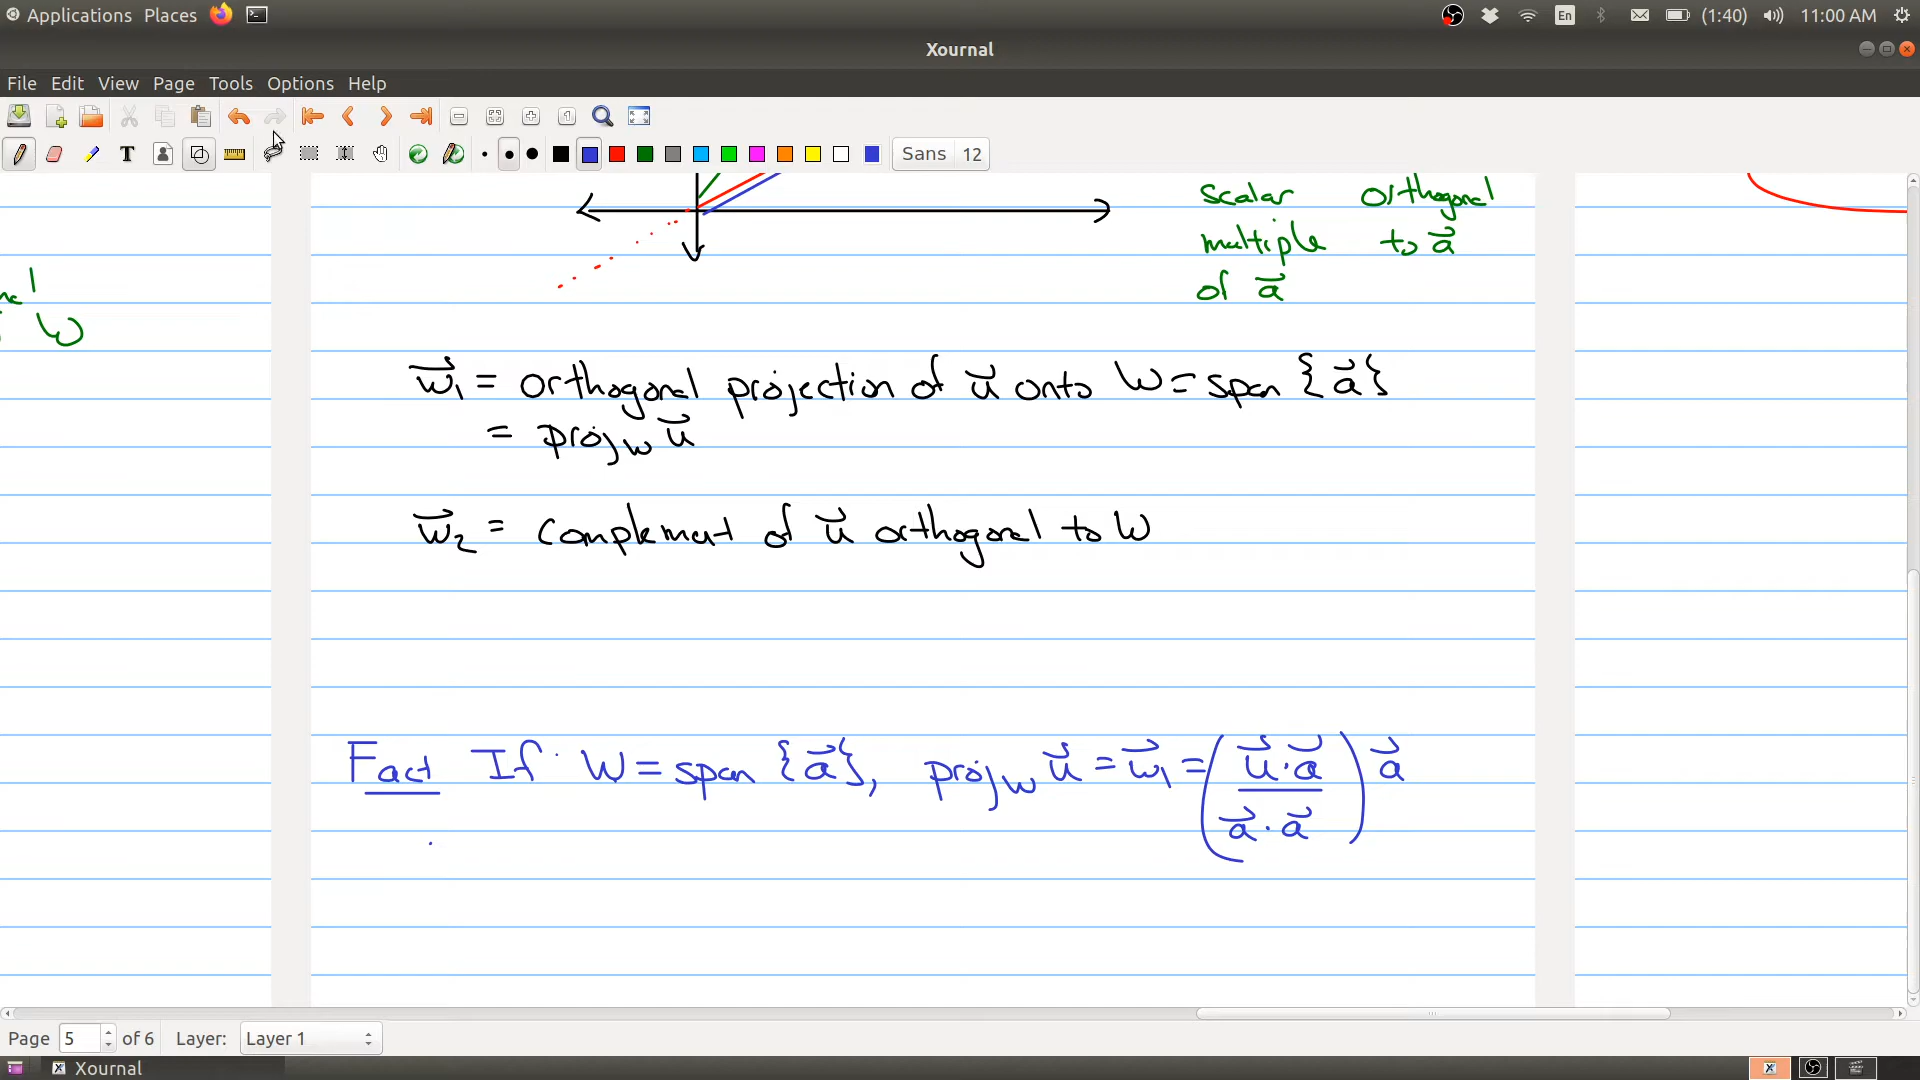 Applications Places En (1:40) 11:00 AM
Xournal
File Edit View Page Tools Options Help
T Sans 12
scalar orthogonal
multiple to a⃗
of a⃗
W
w⃗₁ = orthogonal projection of u⃗ onto W = span {a⃗}
= proj_W u⃗
w⃗₂ = complement of u⃗ orthogonal to W
Fact If W = span {a⃗}, proj_W u⃗ = w⃗₁ = (u⃗·a⃗ / a⃗·a⃗) a⃗
Page 5 of 6 Layer: Layer 1
Xournal